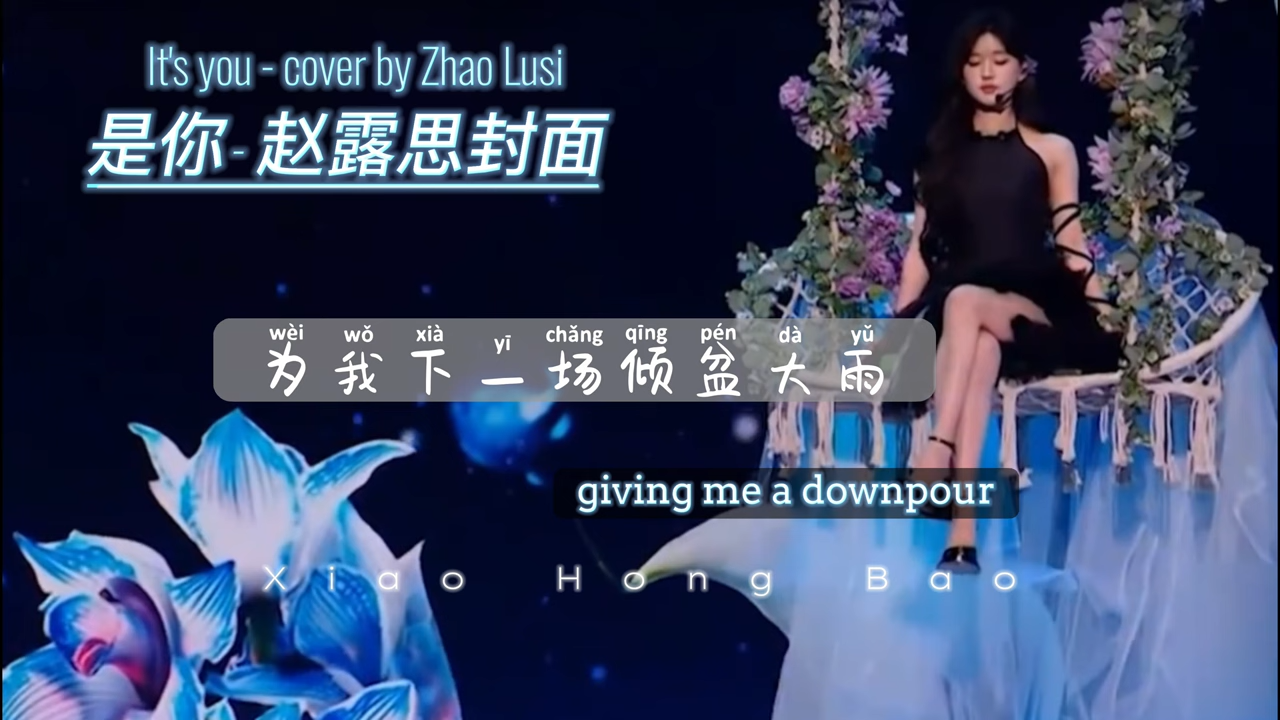 It's you - cover by Zhao Lusi
是你 - 赵露思封面
wèi wǒ xià yī chǎng qīng pén dà yǔ
为我下一场倾盆大雨
giving me a downpour
Xiao Hong Bao